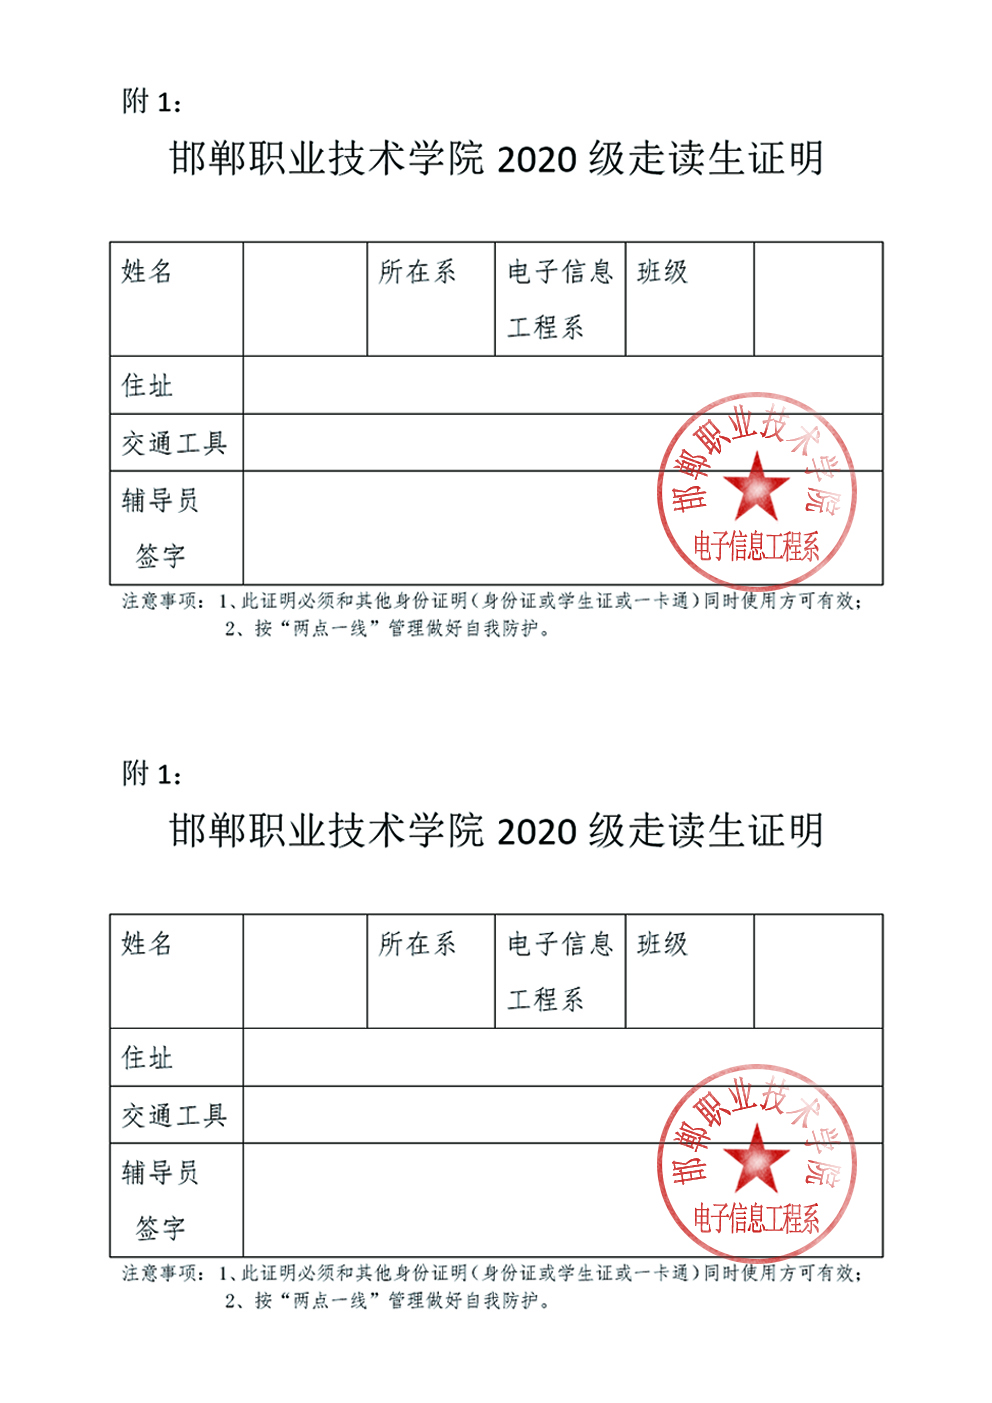 附 1：
邯郸职业技术学院 2020 级走读生证明
姓名 所在系 电子信息 班级
工程系
住址
交通工具
辅导员
签字
邯郸职业技术学院
电子信息工程系
注意事项：1、此证明必须和其他身份证明（身份证或学生证或一卡通）同时使用方可有效；
2、按“两点一线”管理做好自我防护。
附 1：
邯郸职业技术学院 2020 级走读生证明
姓名 所在系 电子信息 班级
工程系
住址
交通工具
辅导员
签字
邯郸职业技术学院
电子信息工程系
注意事项：1、此证明必须和其他身份证明（身份证或学生证或一卡通）同时使用方可有效；
2、按“两点一线”管理做好自我防护。